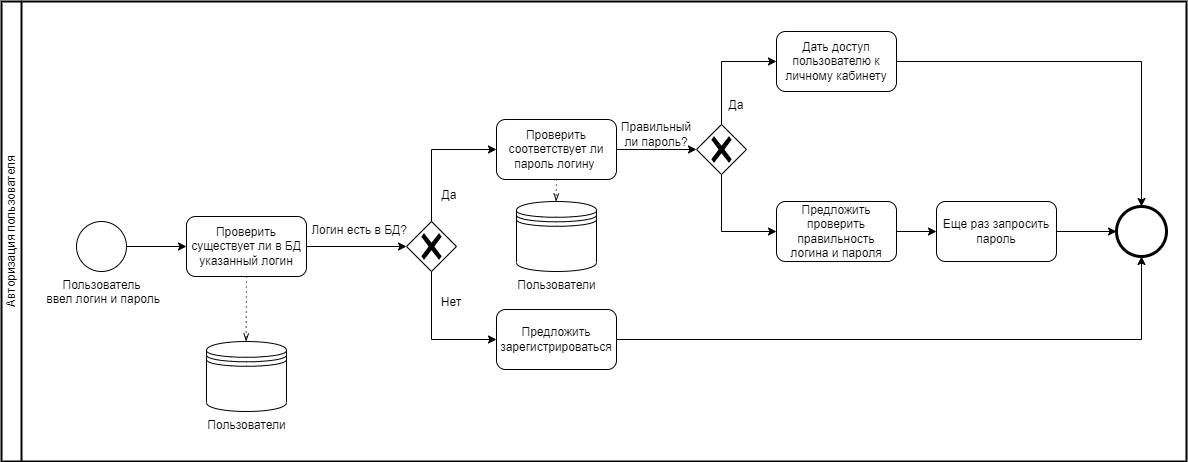 Авторизация пользователя
Пользователь
ввел логин и пароль
Проверить
существует ли в БД
указанный логин
Пользователи
Логин есть в БД?
Да
Нет
Проверить
соответствует ли
пароль логину
Пользователи
Предложить
зарегистрироваться
Правильный
ли пароль?
Да
Дать доступ
пользователю к
личному кабинету
Предложить
проверить
правильность
логина и пароля
Еще раз запросить
пароль